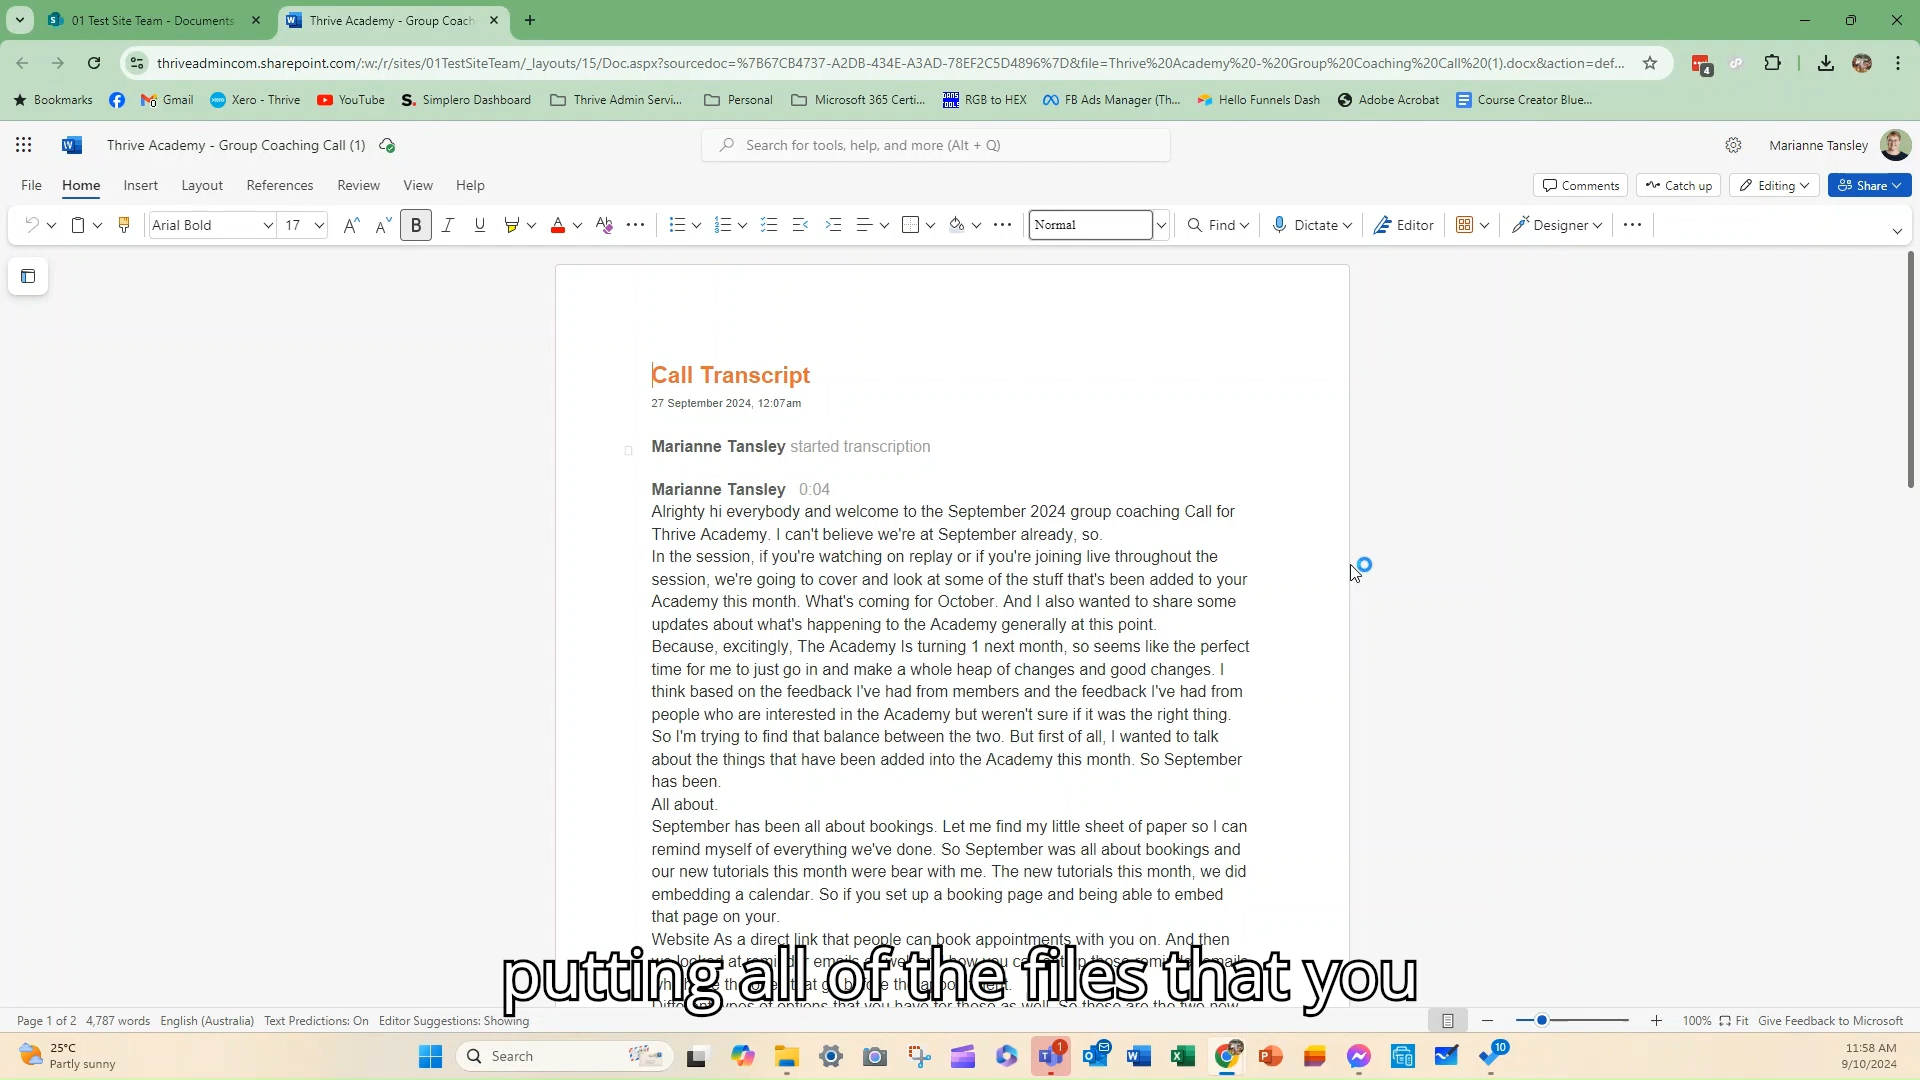 01 Test Site Team - Documents
Thrive Academy - Group Coach
thriveadmincom.sharepoint.com/:w:/r/sites/01TestSiteTeam/_layouts/15/Doc.aspx?sourcedoc=%7B67CB4737-A2DB-434E-A3AD-78EF2C5D4896%7D&file=Thrive%20Academy%20-%20Group%20Coaching%20Call%20(1).docx&action=def...
4
Bookmarks
Gmail
Xero - Thrive
YouTube
Simplero Dashboard
Thrive Admin Servi...
Personal
Microsoft 365 Certi...
RGB to HEX
FB Ads Manager (Th...
Hello Funnels Dash
Adobe Acrobat
Course Creator Blue...
Thrive Academy - Group Coaching Call (1)
Search for tools, help, and more (Alt + Q)
Marianne Tansley
File Home Insert Layout References Review View Help
Comments Catch up Editing Share
Arial Bold 17 Normal Find Dictate Editor Designer
Call Transcript
27 September 2024, 12:07am
Marianne Tansley started transcription
Marianne Tansley 0:04
Alrighty hi everybody and welcome to the September 2024 group coaching Call for
Thrive Academy. I can't believe we're at September already, so.
In the session, if you're watching on replay or if you're joining live throughout the
session, we're going to cover and look at some of the stuff that's been added to your
Academy this month. What's coming for October. And I also wanted to share some
updates about what's happening to the Academy generally at this point.
Because, excitingly, The Academy Is turning 1 next month, so seems like the perfect
time for me to just go in and make a whole heap of changes and good changes. I
think based on the feedback I've had from members and the feedback I've had from
people who are interested in the Academy but weren't sure if it was the right thing.
So I'm trying to find that balance between the two. But first of all, I wanted to talk
about the things that have been added into the Academy this month. So September
has been.
All about.
September has been all about bookings. Let me find my little sheet of paper so I can
remind myself of everything we've done. So September was all about bookings and
our new tutorials this month were bear with me. The new tutorials this month, we did
embedding a calendar. So if you set up a booking page and being able to embed
that page on your.
Website As a direct link that people can book appointments with you on. And then
putting all of the files that you
Page 1 of 2 4,787 words English (Australia) Text Predictions: On Editor Suggestions: Showing
100% Fit Give Feedback to Microsoft
25°C
Partly sunny
Search
1
10
11:58 AM
9/10/2024